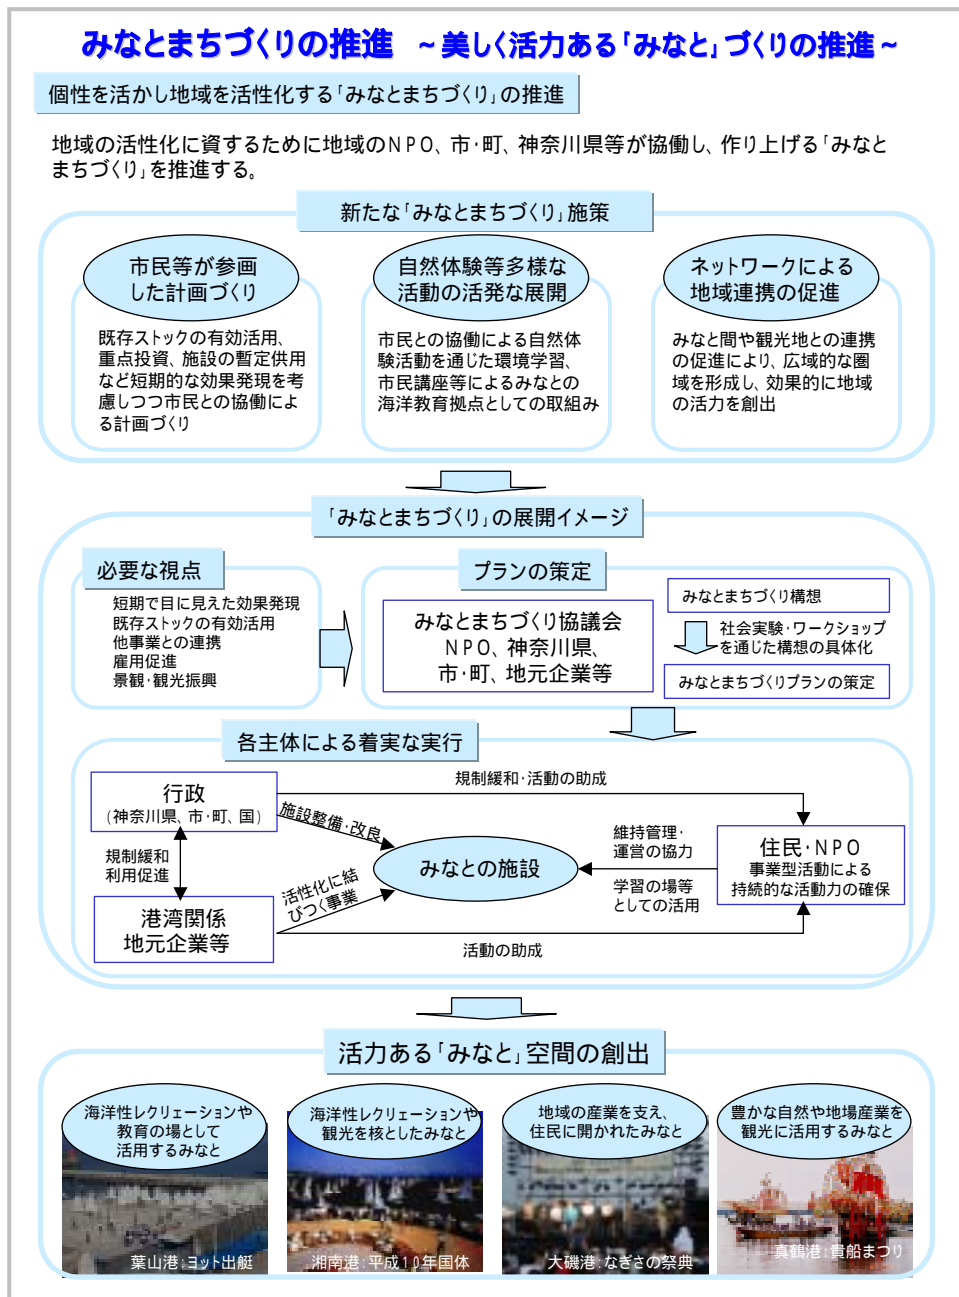 みなとまちづくりの推進　～美しく活力ある「みなと」づくりの推進～
個性を活かし地域を活性化する「みなとまちづくり」の推進
地域の活性化に資するために地域のNPO、市・町、神奈川県等が協働し、作り上げる「みなと
まちづくり」を推進する。
新たな「みなとまちづくり」施策
市民等が参画
した計画づくり
既存ストックの有効活用、
重点投資、施設の暫定供用
など短期的な効果発現を考
慮しつつ市民との協働によ
る計画づくり
自然体験等多様な
活動の活発な展開
市民との協働による自然体
験活動を通じた環境学習、
市民講座等によるみなとの
海洋教育拠点としての取組み
ネットワークによる
地域連携の促進
みなと間や観光地との連携
の促進により、広域的な圏
域を形成し、効果的に地域
の活力を創出
「みなとまちづくり」の展開イメージ
必要な視点
短期で目に見えた効果発現
既存ストックの有効活用
他事業との連携
雇用促進
景観・観光振興
プランの策定
みなとまちづくり協議会
NPO、神奈川県、
市・町、地元企業等
みなとまちづくり構想
社会実験・ワークショップ
を通じた構想の具体化
みなとまちづくりプランの策定
各主体による着実な実行
行政
(神奈川県、市・町、国)
規制緩和・活動の助成
施設整備・改良
規制緩和
利用促進
みなとの施設
維持管理・
運営の協力
学習の場等
としての活用
住民・NPO
事業型活動による
持続的な活動力の確保
活性化に結
びつく事業
港湾関係
地元企業等
活動の助成
活力ある「みなと」空間の創出
海洋性レクリェーションや
教育の場として
活用するみなと
葉山港：ヨット出艇
海洋性レクリェーションや
観光を核としたみなと
湘南港：平成10年国体
地域の産業を支え、
住民に開かれたみなと
大磯港：なぎさの祭典
豊かな自然や地場産業を
観光に活用するみなと
真鶴港：貴船まつり